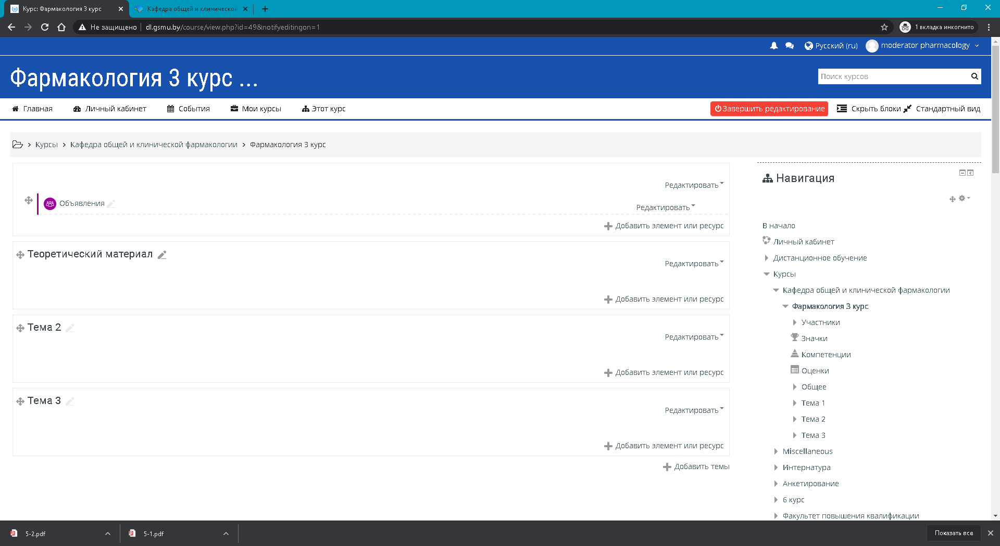 Курс: Фармакология 3 курс
Кафедра общей и клинической
Не защищено
dl.gsmu.by/course/view.php?id=49&notifyeditingon=1
1 вкладка инкогнито
Русский (ru)
moderator pharmacology
Фармакология 3 курс ...
Поиск курсов
Главная
Личный кабинет
События
Мои курсы
Этот курс
Завершить редактирование
Скрыть блоки
Стандартный вид
Курсы
Кафедра общей и клинической фармакологии
Фармакология 3 курс
Редактировать
Объявления
Редактировать
Добавить элемент или ресурс
Теоретический материал
Редактировать
Добавить элемент или ресурс
Тема 2
Редактировать
Добавить элемент или ресурс
Тема 3
Редактировать
Добавить элемент или ресурс
Добавить темы
Навигация
В начало
Личный кабинет
Дистанционное обучение
Курсы
Кафедра общей и клинической фармакологии
Фармакология 3 курс
Участники
Значки
Компетенции
Оценки
Общее
Тема 1
Тема 2
Тема 3
Miscellaneous
Интернатура
Анкетирование
6 курс
Факультет повышения квалификации
5-2.pdf
5-1.pdf
Показать все